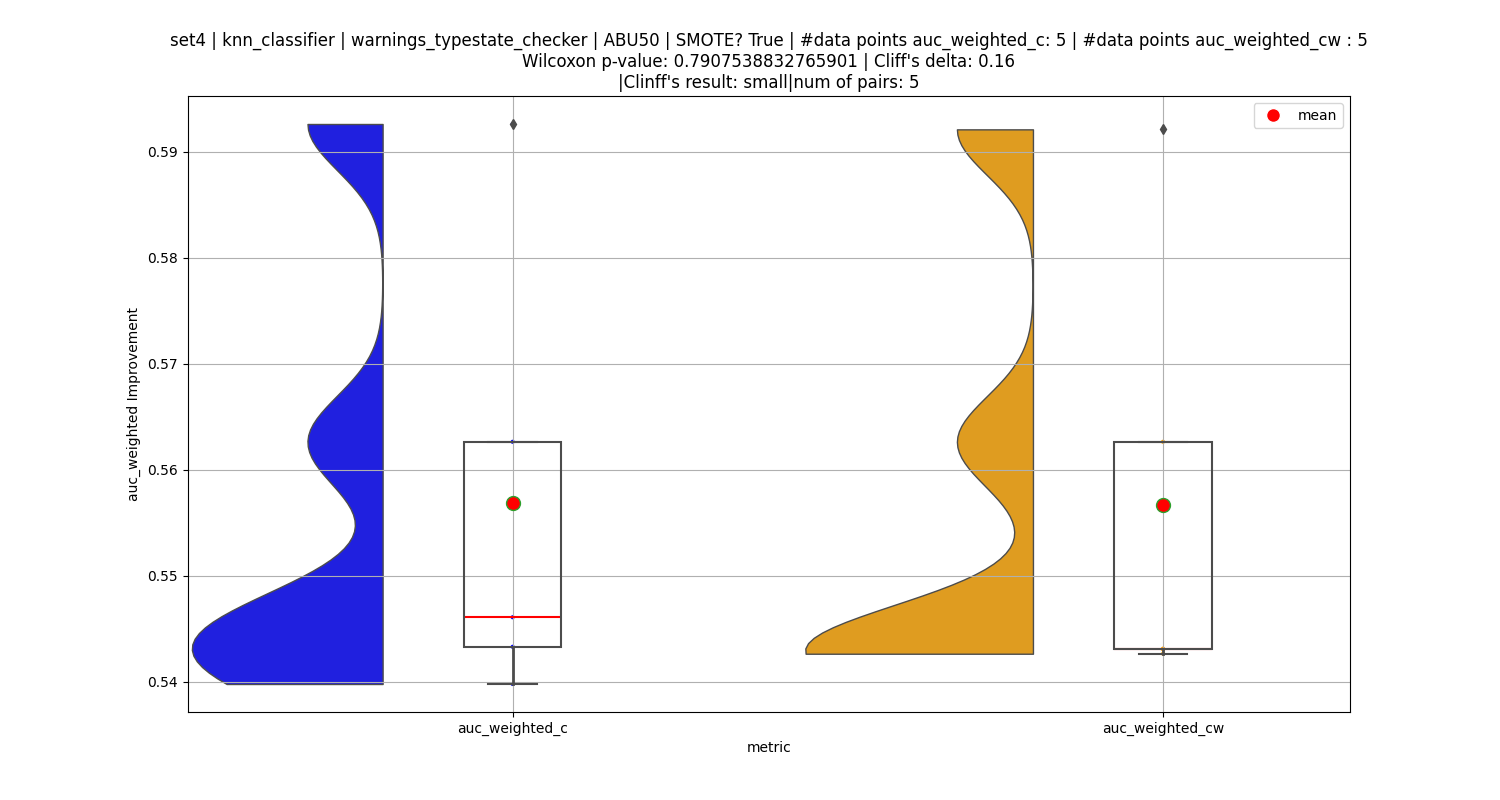 set4 | knn_classifier | warnings_typestate_checker | ABU50 | SMOTE? True | #data points auc_weighted_c: 5 | #data points auc_weighted_cw : 5
Wilcoxon p-value: 0.7907538832765901 | Cliff's delta: 0.16
|Clinff's result: small|num of pairs: 5
mean
0.59
0.58
0.57
0.56
0.55
0.54
auc_weighted Improvement
auc_weighted_c
auc_weighted_cw
metric